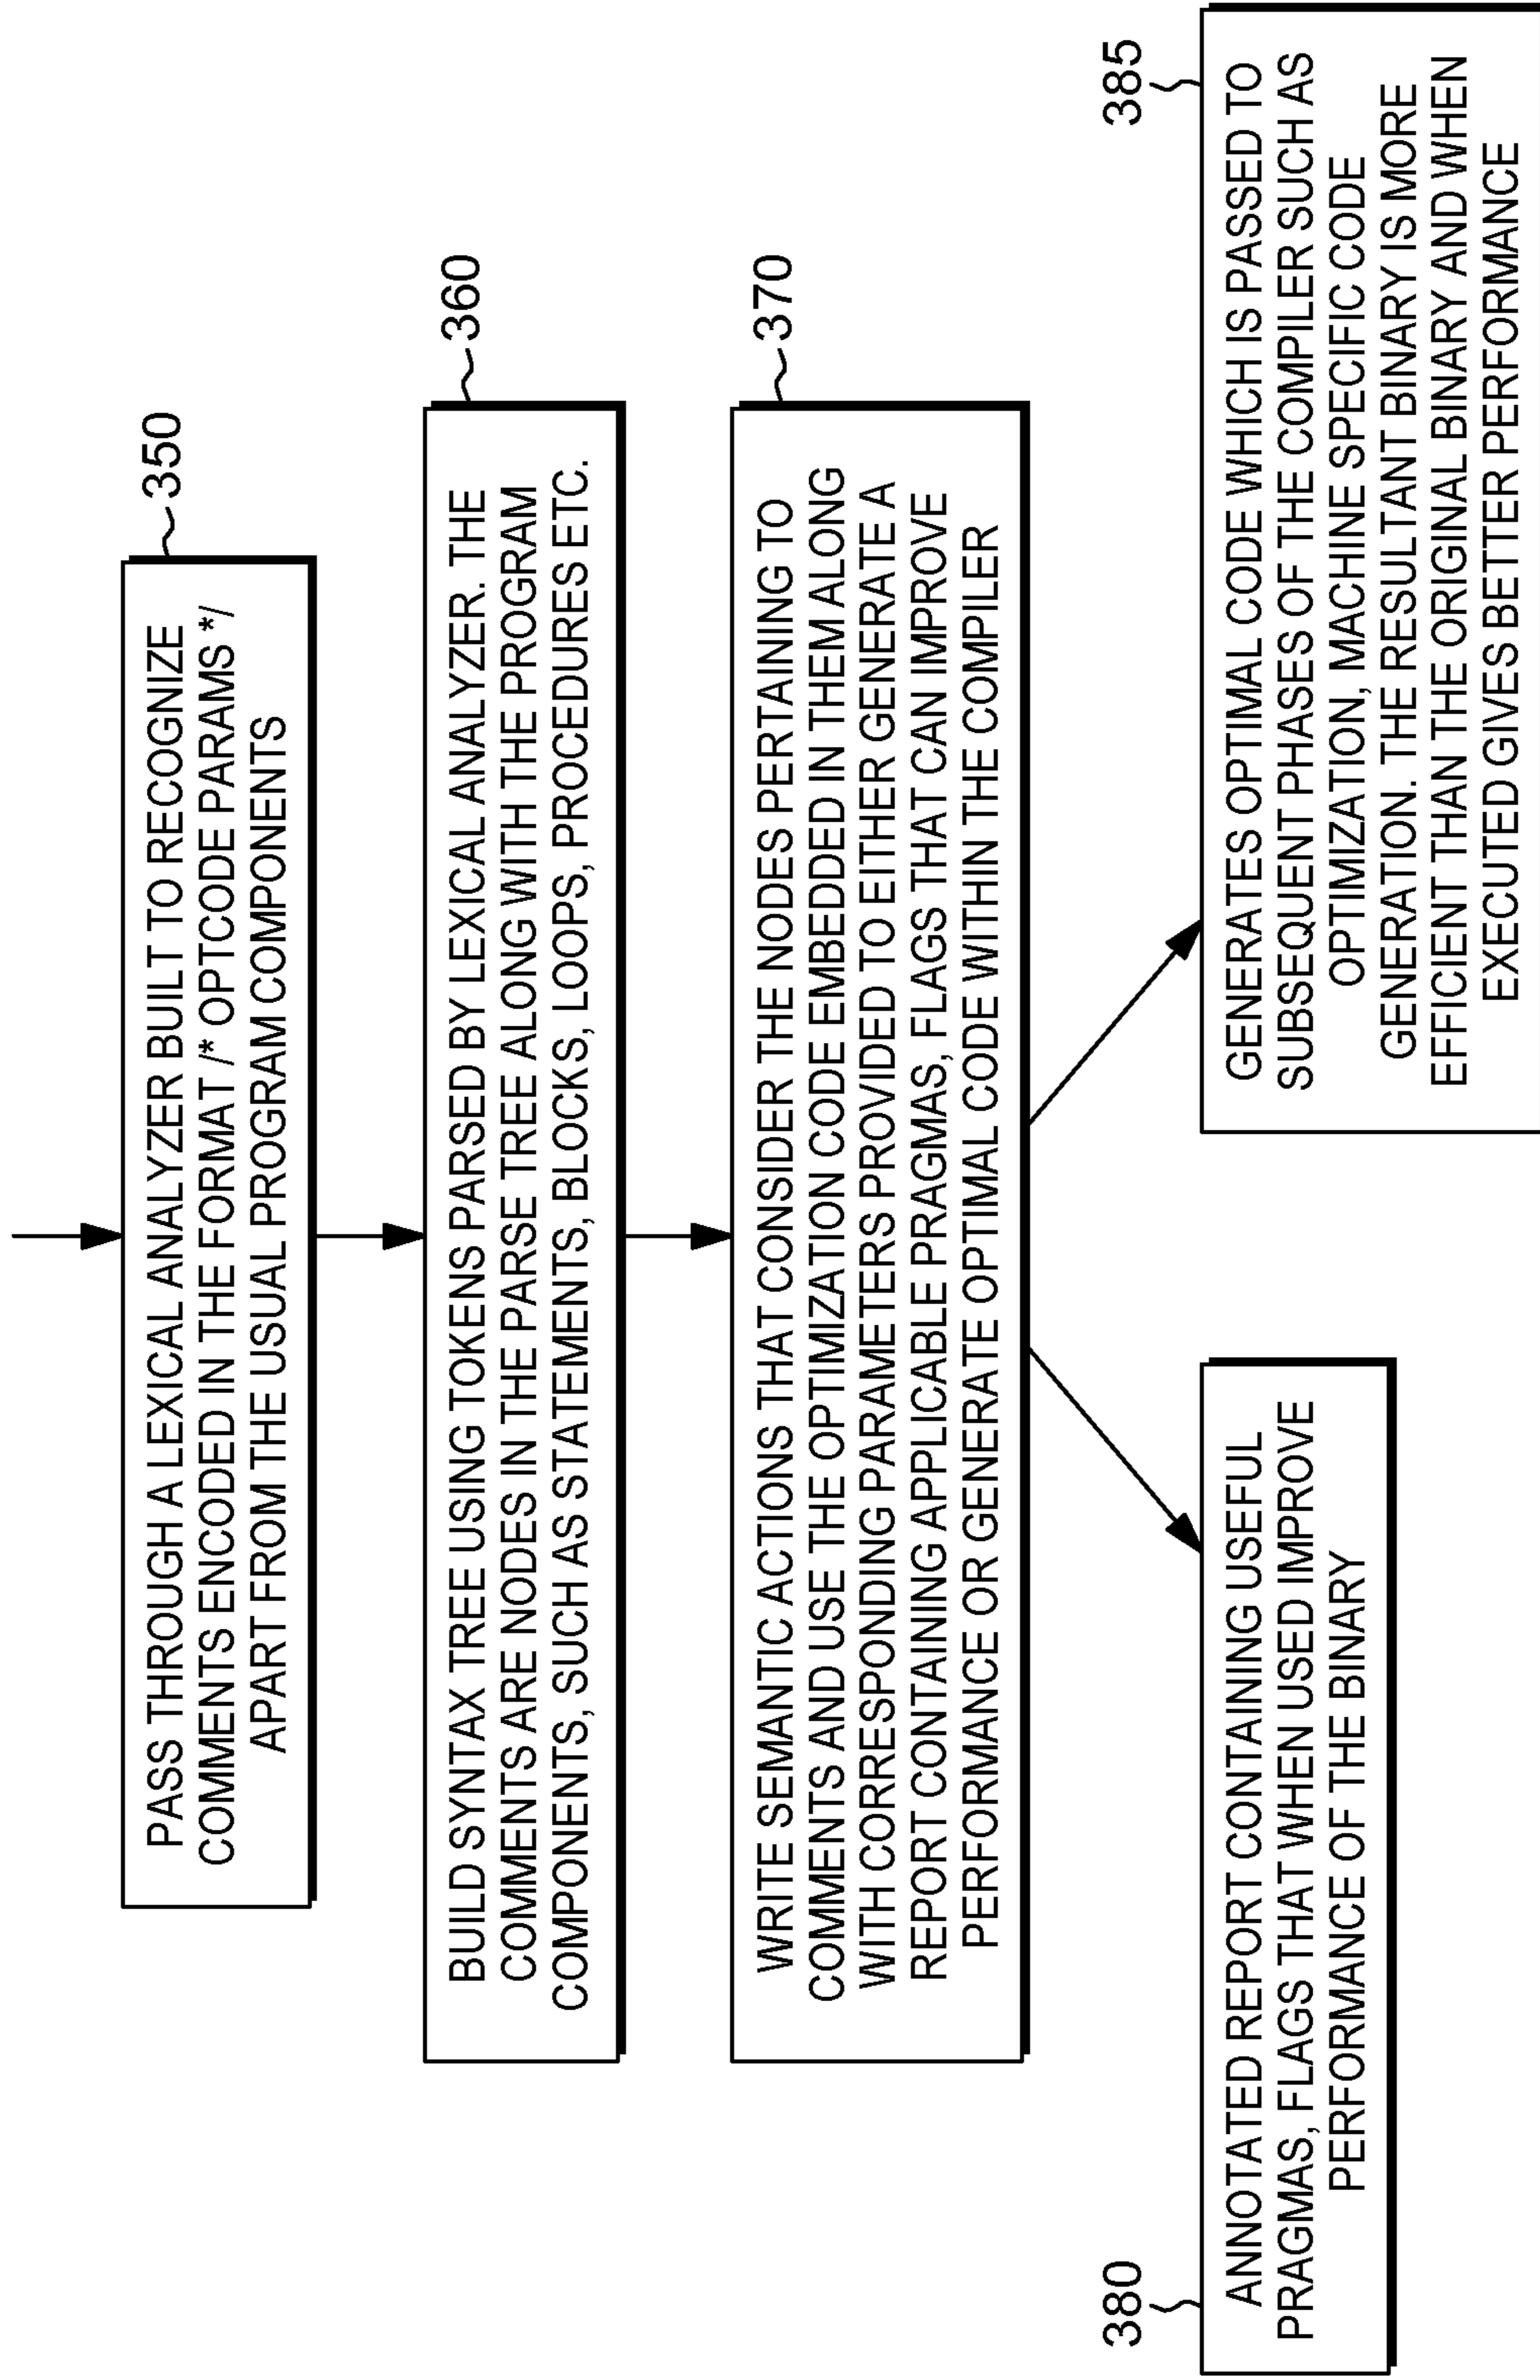 350
PASS THROUGH A LEXICAL ANALYZER BUILT TO RECOGNIZE
COMMENTS ENCODED IN THE FORMAT /* OPTCODE PARAMS */
APART FROM THE USUAL PROGRAM COMPONENTS
360
BUILD SYNTAX TREE USING TOKENS PARSED BY LEXICAL ANALYZER. THE
COMMENTS ARE NODES IN THE PARSE TREE ALONG WITH THE PROGRAM
COMPONENTS, SUCH AS STATEMENTS, BLOCKS, LOOPS, PROCEDURES ETC.
370
WRITE SEMANTIC ACTIONS THAT CONSIDER THE NODES PERTAINING TO
COMMENTS AND USE THE OPTIMIZATION CODE EMBEDDED IN THEM ALONG
WITH CORRESPONDING PARAMETERS PROVIDED TO EITHER GENERATE A
REPORT CONTAINING APPLICABLE PRAGMAS, FLAGS THAT CAN IMPROVE
PERFORMANCE OR GENERATE OPTIMAL CODE WITHIN THE COMPILER
380
ANNOTATED REPORT CONTAINING USEFUL
PRAGMAS, FLAGS THAT WHEN USED IMPROVE
PERFORMANCE OF THE BINARY
385
GENERATES OPTIMAL CODE WHICH IS PASSED TO
SUBSEQUENT PHASES OF THE COMPILER SUCH AS
OPTIMIZATION, MACHINE SPECIFIC CODE
GENERATION. THE RESULTANT BINARY IS MORE
EFFICIENT THAN THE ORIGINAL BINARY AND WHEN
EXECUTED GIVES BETTER PERFORMANCE